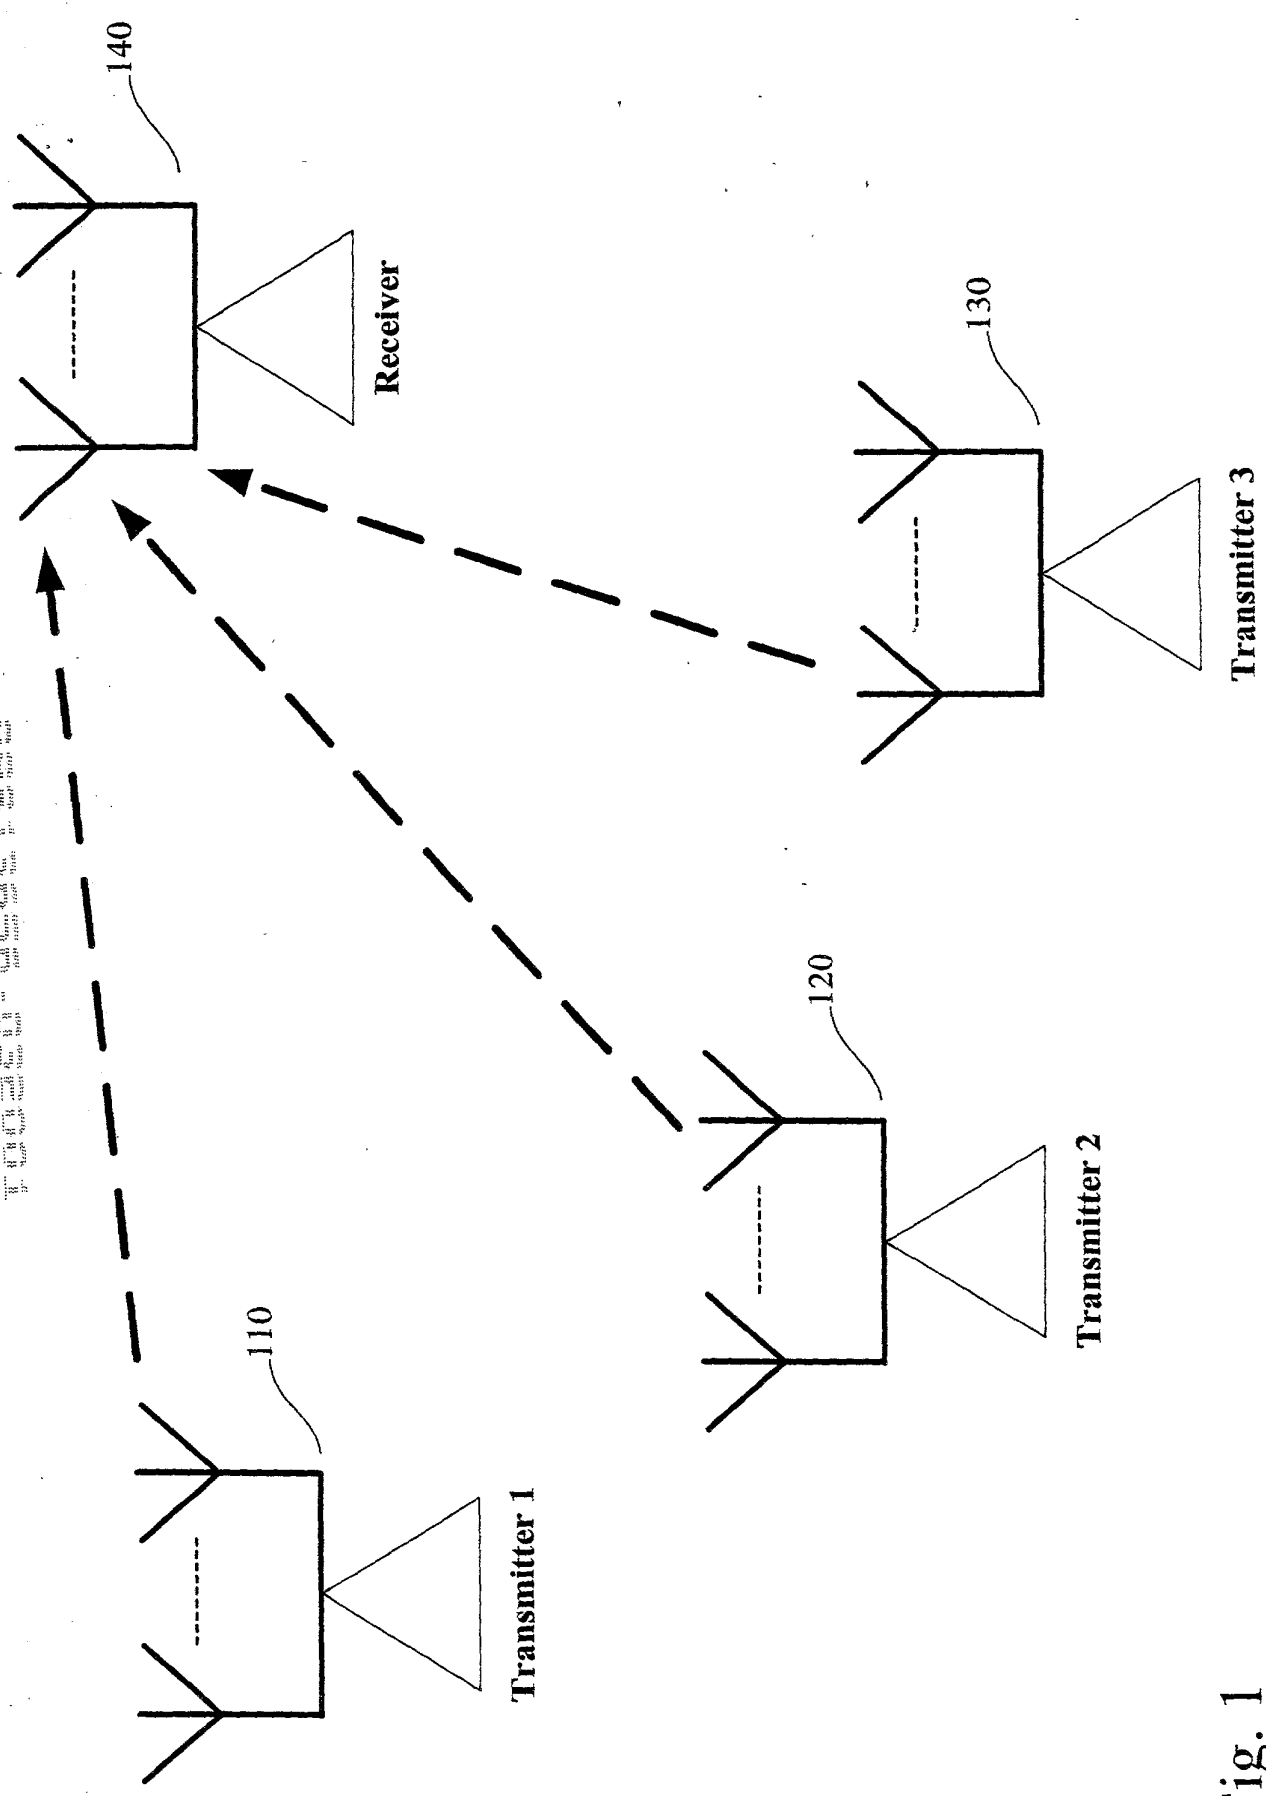 140
Receiver
130
Transmitter 3
120
Transmitter 2
110
Transmitter 1
ig. 1